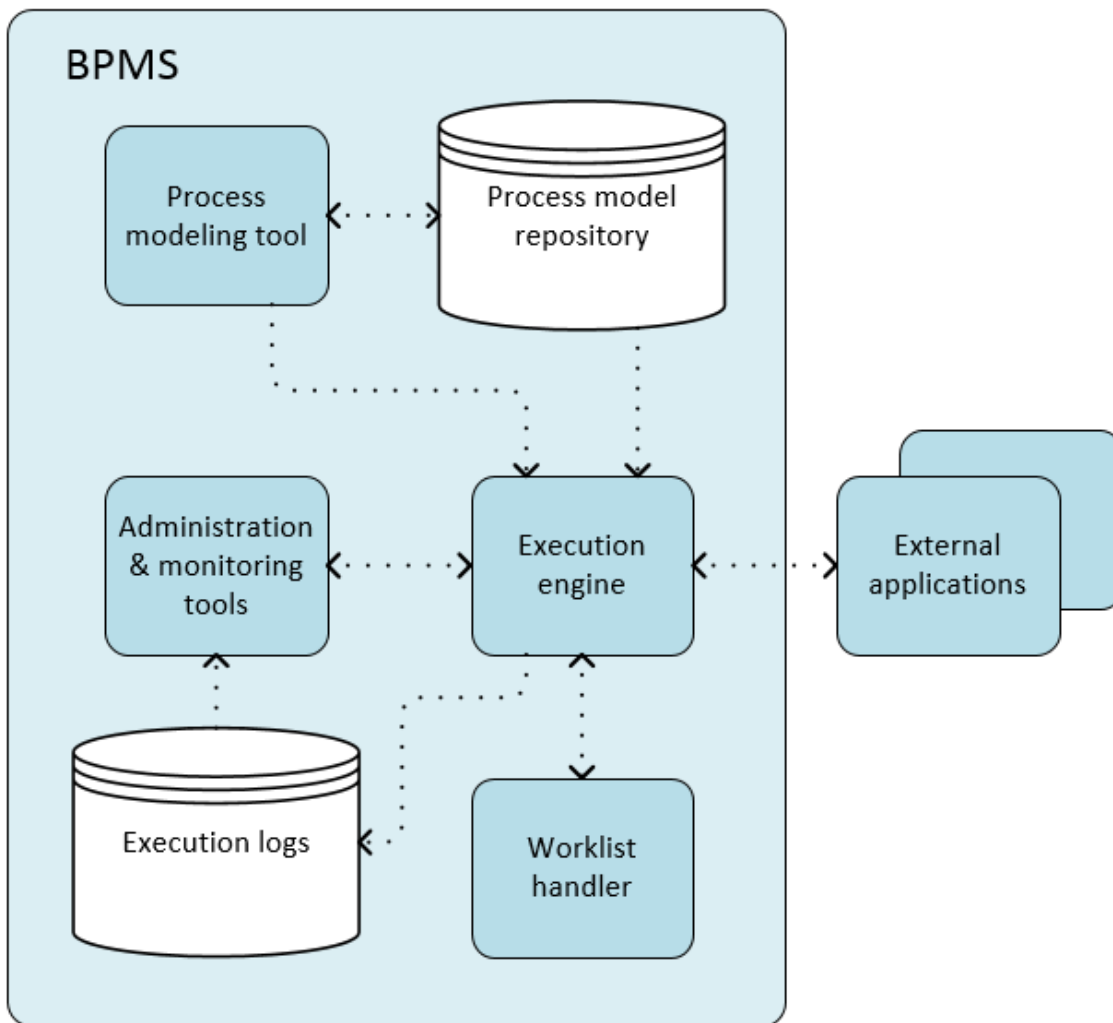 BPMS
Process
modeling tool
Process model
repository
Administration
& monitoring
tools
Execution
engine
External
applications
Execution logs
Worklist
handler